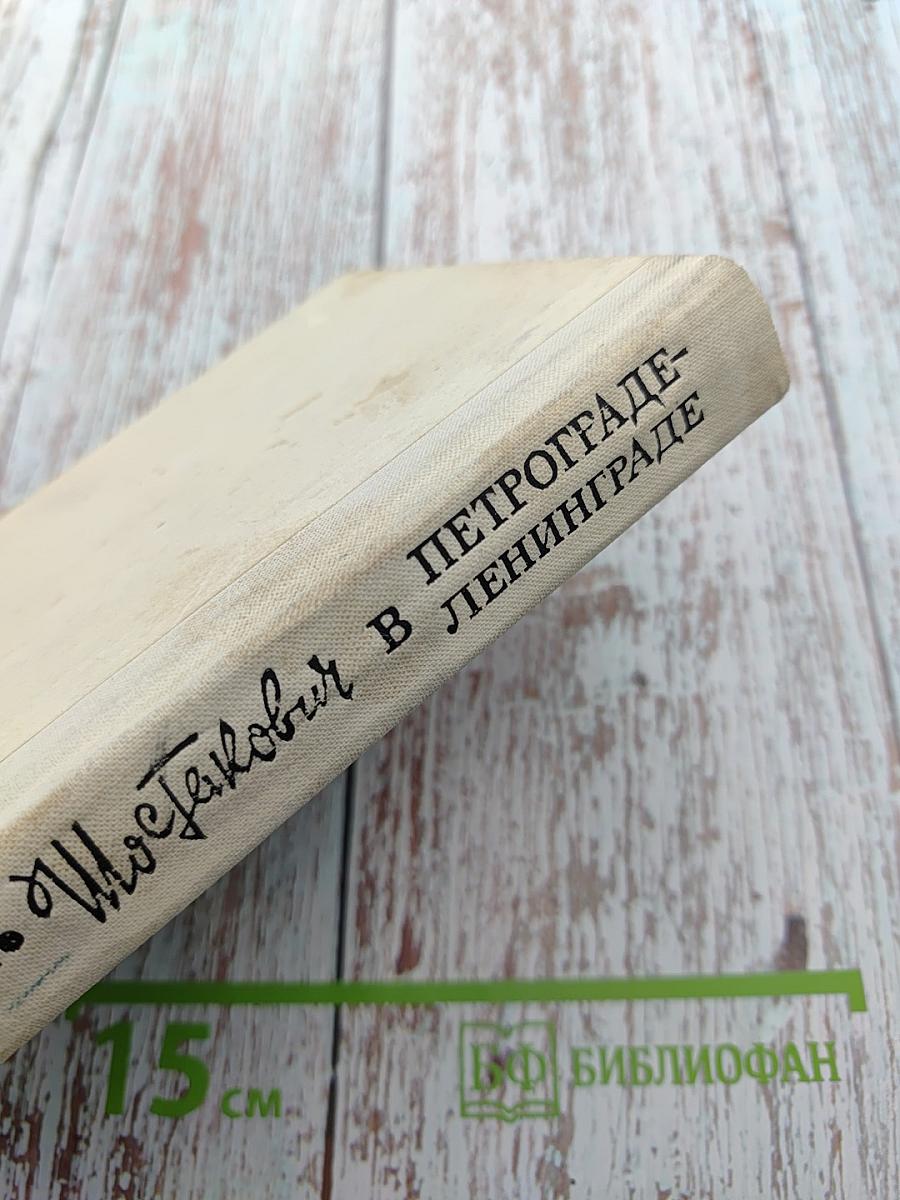 Шостакович в ПЕТРОГРАДЕ-
ЛЕНИНГРАДЕ
15 см
БФ БИБЛИОФАН